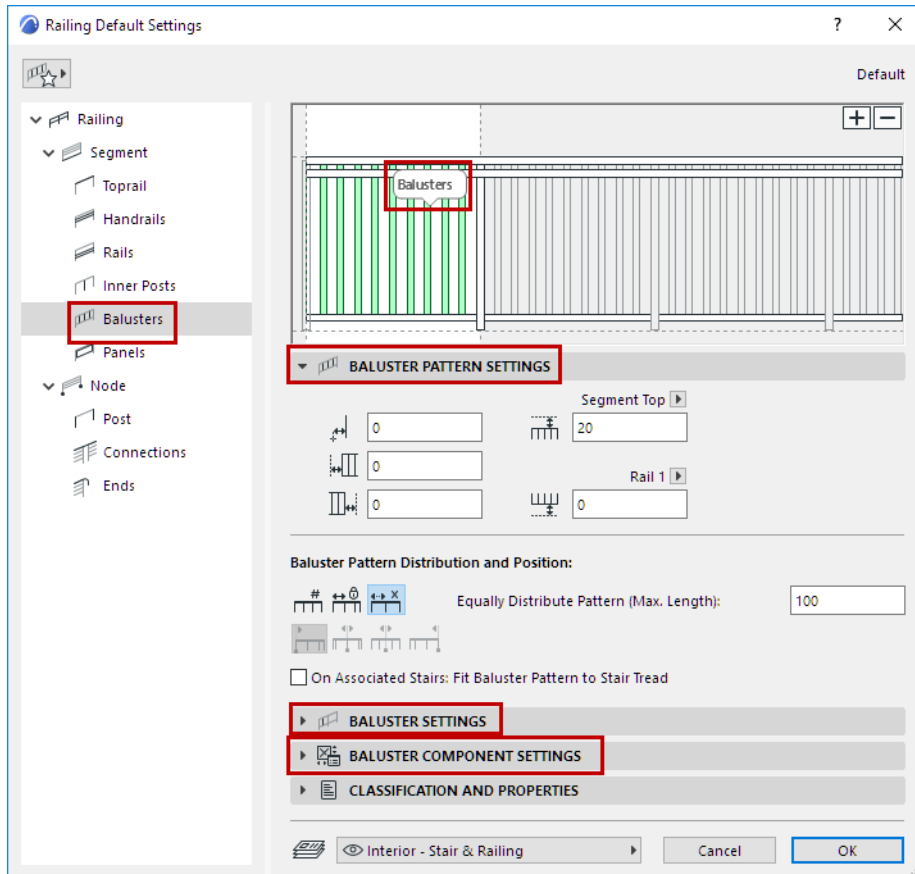 Railing Default Settings
?
Default
Railing
Segment
Toprail
Handrails
Rails
Inner Posts
Balusters
Panels
Node
Post
Connections
Ends
Balusters
BALUSTER PATTERN SETTINGS
Segment Top
0
20
0
Rail 1
0
0
Baluster Pattern Distribution and Position:
# X Equally Distribute Pattern (Max. Length): 100
On Associated Stairs: Fit Baluster Pattern to Stair Tread
BALUSTER SETTINGS
BALUSTER COMPONENT SETTINGS
CLASSIFICATION AND PROPERTIES
Interior - Stair & Railing
Cancel
OK